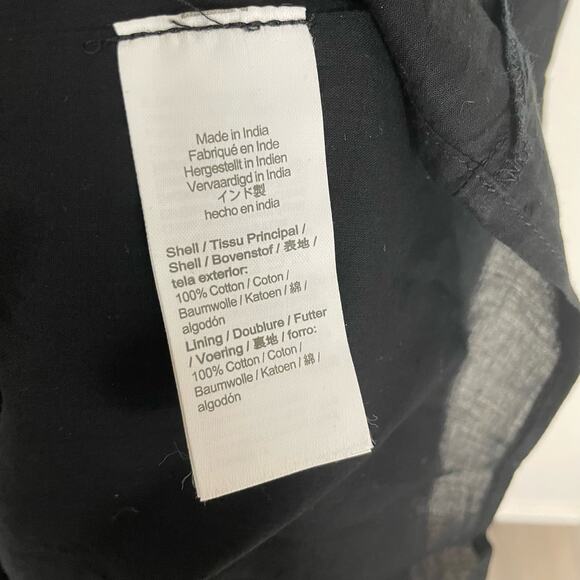 Made in India
Fabriqué en Inde
Hergestellt in Indien
Vervaardigd in India
インド製
hecho en india
Shell / Tissu Principal /
Shell / Bovenstof / 表地 /
tela exterior:
100% Cotton / Coton /
Baumwolle / Katoen / 綿 /
algodón
Lining / Doublure / Futter
/ Voering / 裏地 / forro:
100% Cotton / Coton /
Baumwolle / Katoen / 綿 /
algodón